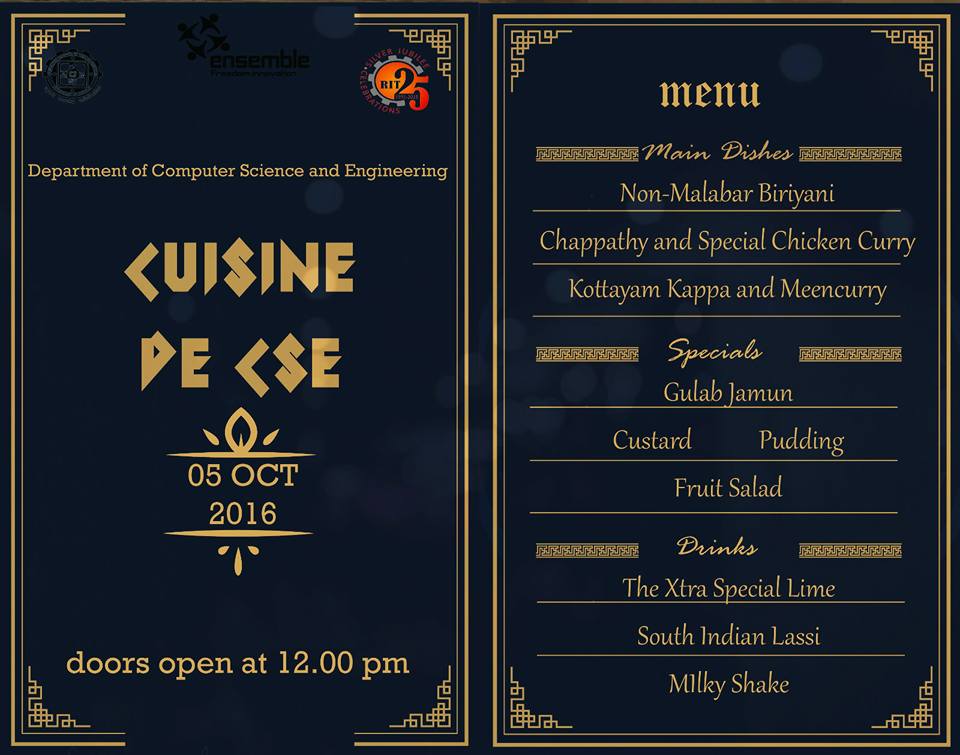 ensemble
Freedom.Innovation
SILVER JUBILEE
RIT 25
1991-2015
CELEBRATIONS
Department of Computer Science and Engineering
CUISINE
DE CSE
05 OCT
2016
doors open at 12.00 pm
menu
Main Dishes
Non-Malabar Biriyani
Chappathy and Special Chicken Curry
Kottayam Kappa and Meencurry
Specials
Gulab Jamun
Custard Pudding
Fruit Salad
Drinks
The Xtra Special Lime
South Indian Lassi
MIlky Shake